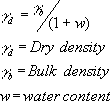 γd = γb/(1 + w)
γd = Dry density
γb = Bulk density
w = water content